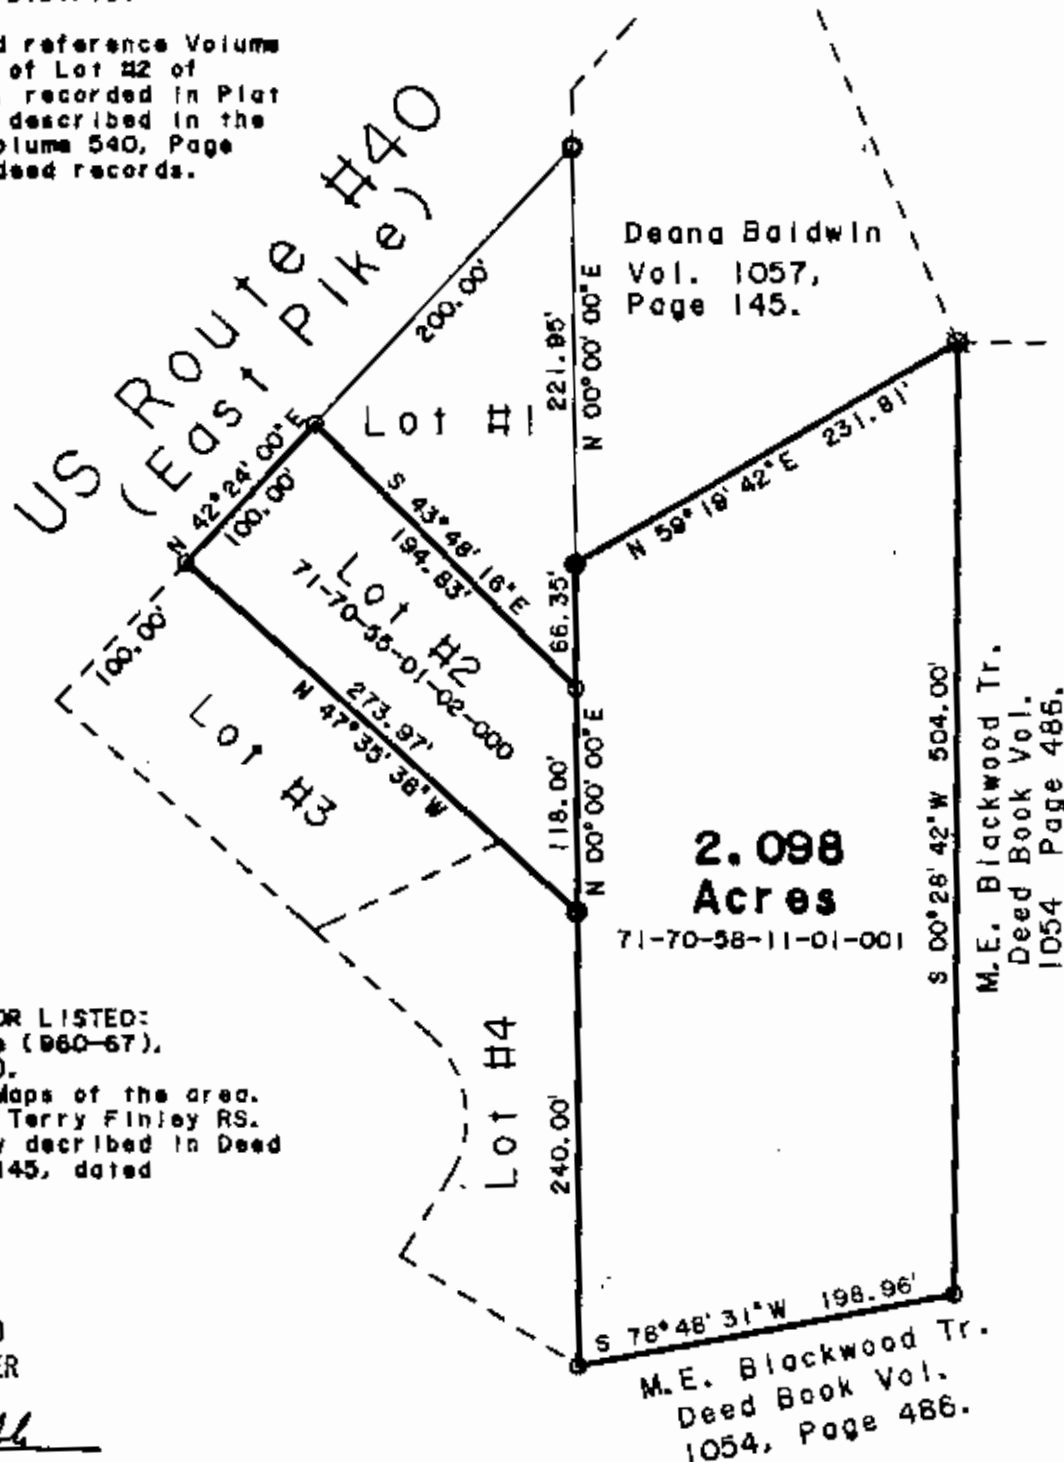 d reference Volume
of Lot #2 of
recorded in Plat
described in the
olume 540, Page
deed records.
US Route #40
(East Pike)
Deana Baldwin
Vol. 1057,
Page 145.
200.00'
221.95'
N 00°00' 00"E
Lot #1
N 42°24' 00"E
100.00'
S 43°48' 16"E
194.83'
N 59°19' 42"E 231.81'
Lot #2
71-70-55-01-02-000
66.35'
100.00'
Lot #3
273.97'
N 47°35' 36"W
118.00'
N 00°00' 00"E
2.098
Acres
71-70-58-11-01-001
S 00°28' 42"W 504.00'
M.E. Blackwood Tr.
Deed Book Vol.
1054 Page 486.
OR LISTED:
(960-67),
Maps of the area.
Terry Finley RS.
decribed in Deed
145, dated
Lot #4
240.00'
S 78°48' 31"W 198.96'
M.E. Blackwood Tr.
Deed Book Vol.
1054, Page 486.
ER